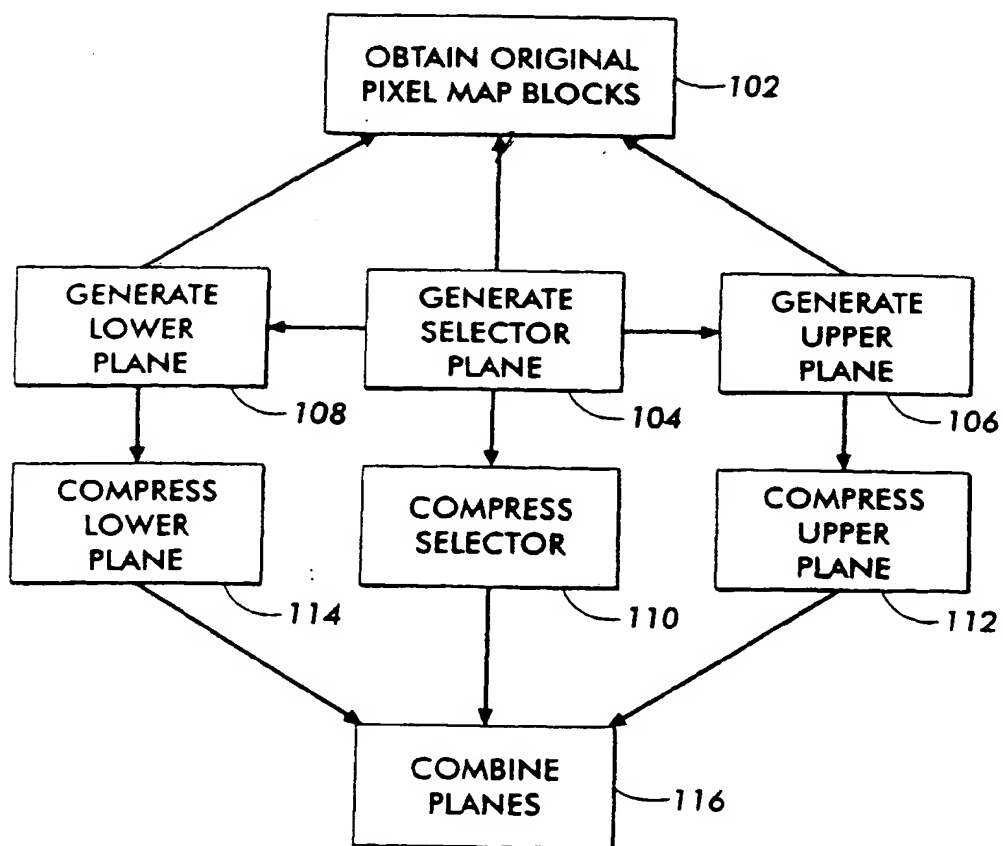 OBTAIN ORIGINAL
PIXEL MAP BLOCKS
102
GENERATE
LOWER
PLANE
108
GENERATE
SELECTOR
PLANE
104
GENERATE
UPPER
PLANE
106
COMPRESS
LOWER
PLANE
114
COMPRESS
SELECTOR
110
COMPRESS
UPPER
PLANE
112
COMBINE
PLANES
116